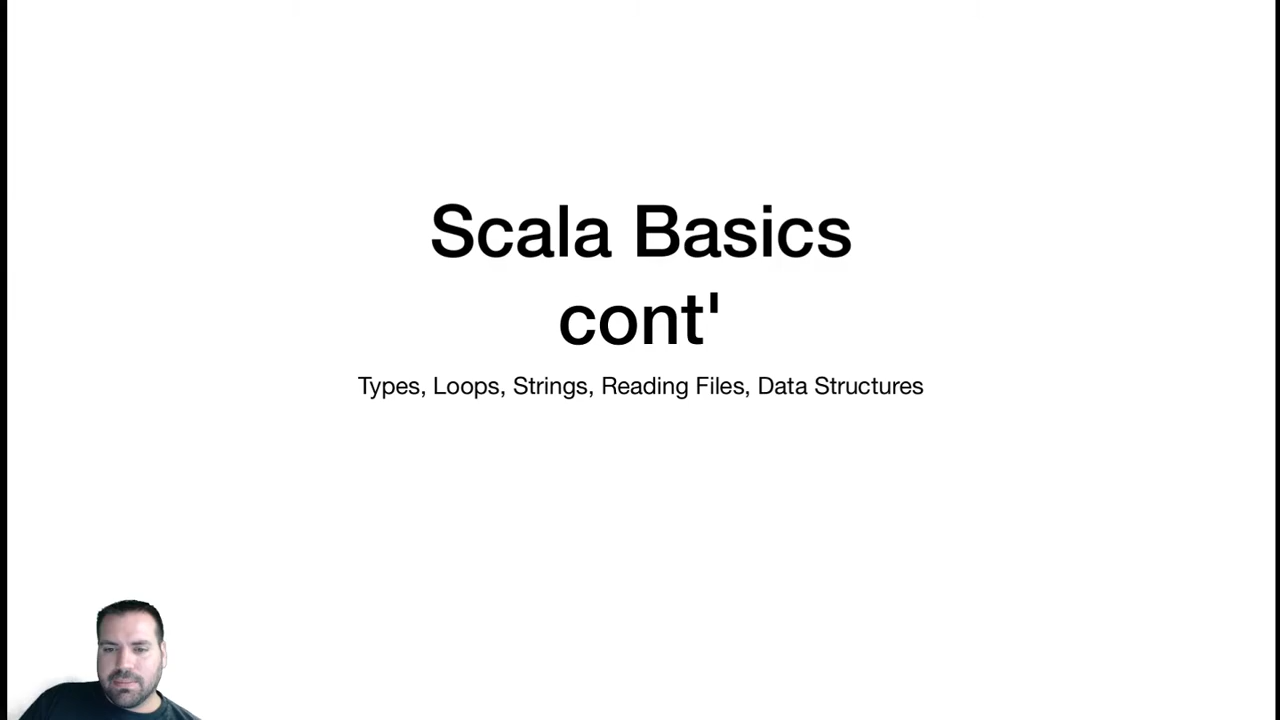 Scala Basics
cont'
Types, Loops, Strings, Reading Files, Data Structures